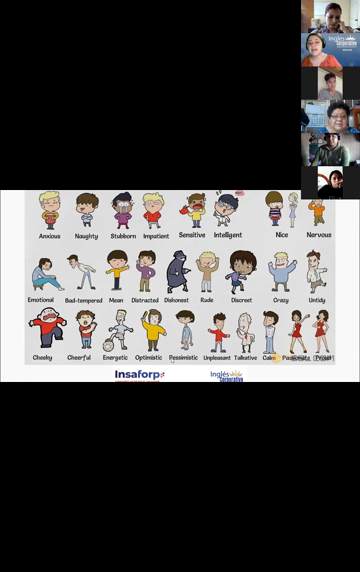 Inglés
Corporativo
Anxious Naughty Stubborn Impatient Sensitive Intelligent Nice Nervous
Emotional Bad-tempered Mean Distracted Dishonest Rude Discreet Crazy Untidy
Cheeky Cheerful Energetic Optimistic Pessimistic Unpleasant Talkative Calm Passionate Proud
Insaforp
Inglés
Corporativo